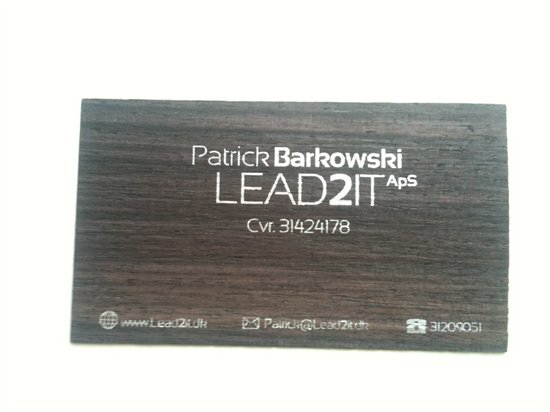 Patrick Barkowski
LEAD2IT ApS
Cvr. 31424178
www.Lead2it.dk Patrick@Lead2it.dk 31209051